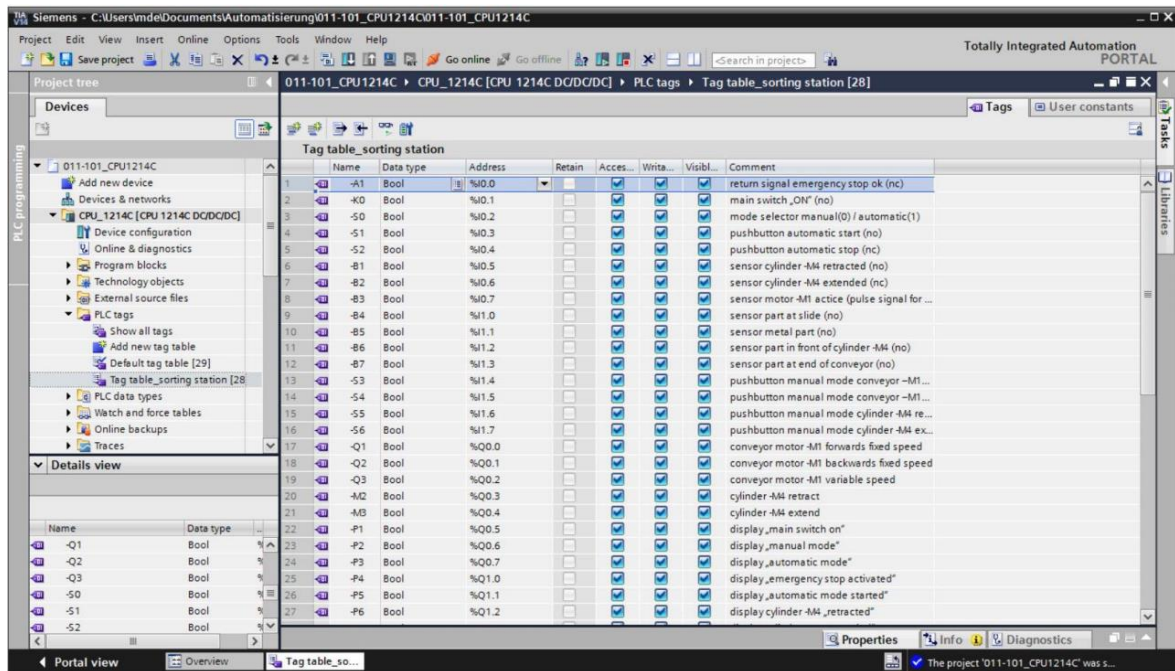 Siemens - C:\Users\mde\Documents\Automatisierung\011-101_CPU1214C\011-101_CPU1214C
Project Edit View Insert Online Options Tools Window Help
Totally Integrated Automation
PORTAL
Save project Go online Go offline <Search in project>
Project tree
011-101_CPU1214C CPU_1214C [CPU 1214C DC/DC/DC] PLC tags Tag table_sorting station [28]
Devices
Tags User constants
PLC programming
Tasks
Libraries
011-101_CPU1214C
Add new device
Devices & networks
CPU_1214C [CPU 1214C DC/DC/DC]
Device configuration
Online & diagnostics
Program blocks
Technology objects
External source files
PLC tags
Show all tags
Add new tag table
Default tag table [29]
Tag table_sorting station [28
PLC data types
Watch and force tables
Online backups
Traces
Details view
Name Data type ..
-Q1 Bool %
-Q2 Bool %
-Q3 Bool %
-S0 Bool %
-S1 Bool %
-S2 Bool %
Tag table_sorting station
Name Data type Address Retain Acces... Writa... Visibl... Comment
1 -A1 Bool %I0.0 return signal emergency stop ok (nc)
2 -K0 Bool %I0.1 main switch „ON“ (no)
3 -S0 Bool %I0.2 mode selector manual(0) / automatic(1)
4 -S1 Bool %I0.3 pushbutton automatic start (no)
5 -S2 Bool %I0.4 pushbutton automatic stop (nc)
6 -B1 Bool %I0.5 sensor cylinder -M4 retracted (no)
7 -B2 Bool %I0.6 sensor cylinder -M4 extended (nc)
8 -B3 Bool %I0.7 sensor motor -M1 actice (pulse signal for ...
9 -B4 Bool %I1.0 sensor part at slide (no)
10 -B5 Bool %I1.1 sensor metal part (no)
11 -B6 Bool %I1.2 sensor part in front of cylinder -M4 (no)
12 -B7 Bool %I1.3 sensor part at end of conveyor (no)
13 -S3 Bool %I1.4 pushbutton manual mode conveyor –M1...
14 -S4 Bool %I1.5 pushbutton manual mode conveyor –M1...
15 -S5 Bool %I1.6 pushbutton manual mode cylinder -M4 re...
16 -S6 Bool %I1.7 pushbutton manual mode cylinder -M4 ex...
17 -Q1 Bool %Q0.0 conveyor motor -M1 forwards fixed speed
18 -Q2 Bool %Q0.1 conveyor motor -M1 backwards fixed speed
19 -Q3 Bool %Q0.2 conveyor motor -M1 variable speed
20 -M2 Bool %Q0.3 cylinder -M4 retract
21 -M3 Bool %Q0.4 cylinder -M4 extend
22 -P1 Bool %Q0.5 display „main switch on“
23 -P2 Bool %Q0.6 display „manual mode“
24 -P3 Bool %Q0.7 display „automatic mode“
25 -P4 Bool %Q1.0 display „emergency stop activated“
26 -P5 Bool %Q1.1 display „automatic mode started“
27 -P6 Bool %Q1.2 display cylinder -M4 „retracted“
Properties Info Diagnostics
Portal view Overview Tag table_so... The project '011-101_CPU1214C' was s...